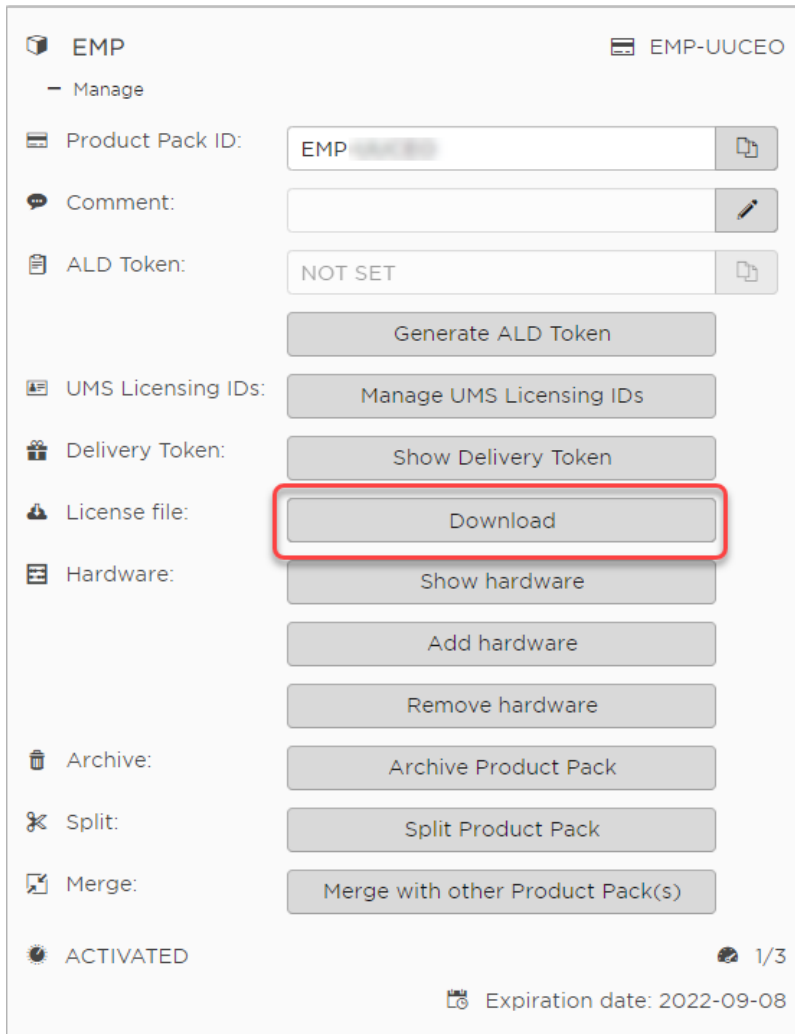 EMP EMP-UUCEO
Manage
Product Pack ID: EMP
Comment:
ALD Token: NOT SET
Generate ALD Token
UMS Licensing IDs: Manage UMS Licensing IDs
Delivery Token: Show Delivery Token
License file: Download
Hardware: Show hardware
Add hardware
Remove hardware
Archive: Archive Product Pack
Split: Split Product Pack
Merge: Merge with other Product Pack(s)
ACTIVATED 1/3
Expiration date: 2022-09-08